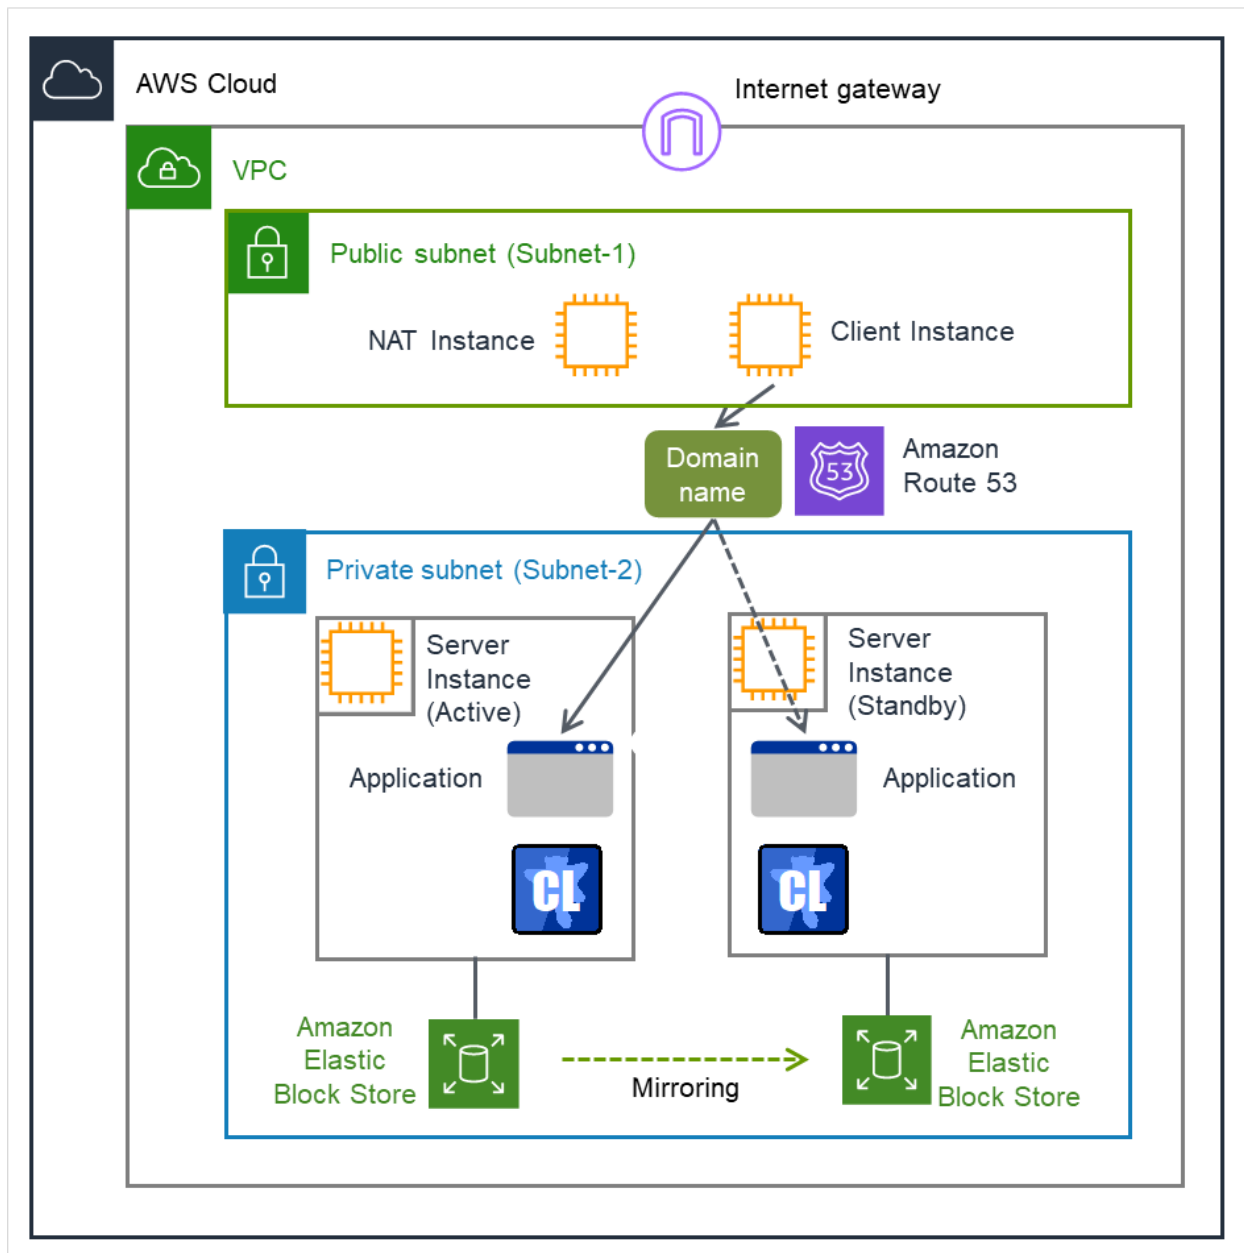 AWS Cloud
Internet gateway
VPC
Public subnet (Subnet-1)
NAT Instance
Client Instance
Domain
name
53
Amazon
Route 53
Private subnet (Subnet-2)
Server
Instance
(Active)
Server
Instance
(Standby)
Application
Application
CL
CL
Amazon
Elastic
Block Store
Mirroring
Amazon
Elastic
Block Store